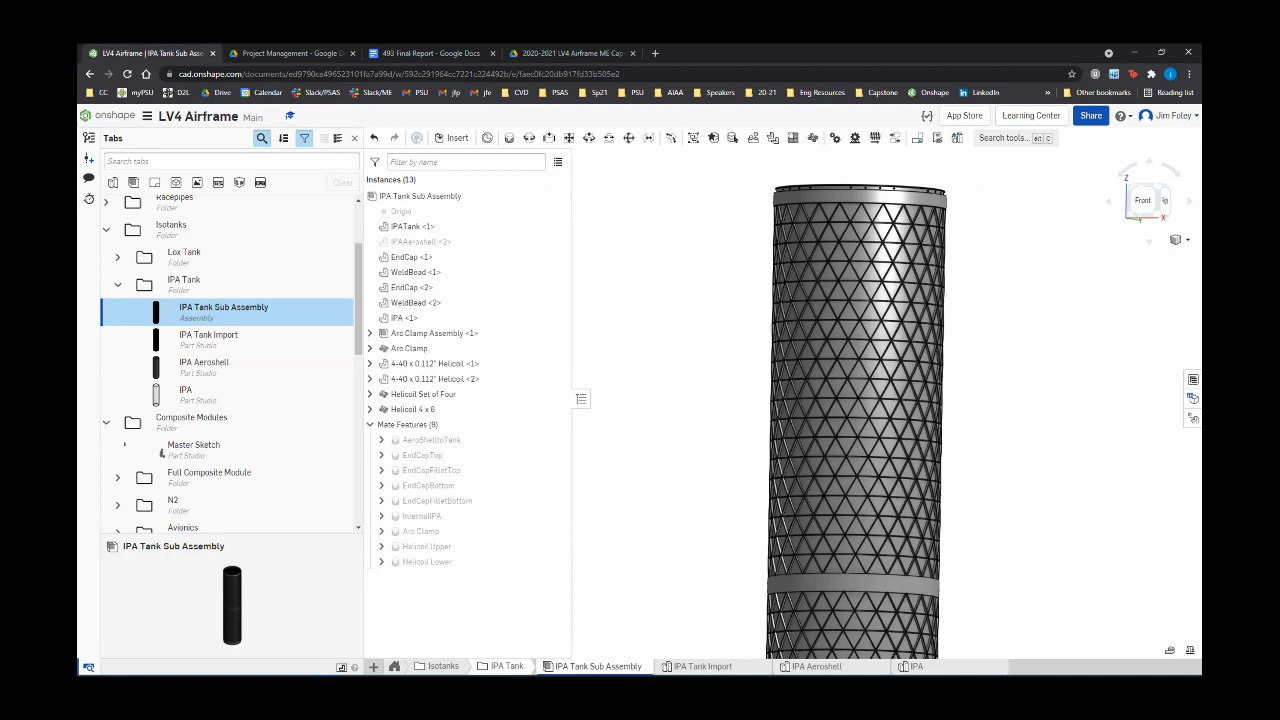 LV4 Airframe | IPA Tank Sub Asse
Project Management - Google D
493 Final Report - Google Docs
2020-2021 LV4 Airframe ME Cap
cad.onshape.com/documents/ed9790ce496523101fa7a99d/w/592c291964cc7221c224492b/e/faec0fc20db917fd33b505e2
CC
myPSU
D2L
Drive
Calendar
Slack/PSAS
Slack/ME
PSU
jfp
jfe
CVD
PSAS
Sp21
PSU
AIAA
Speakers
20-21
Eng Resources
Capstone
Onshape
LinkedIn
»
Other bookmarks
Reading list
onshape
LV4 Airframe
Main
App Store
Learning Center
Share
Jim Foley
Tabs
Insert
Search tools...
alt
C
Search tabs
Clear
Racepipes
Folder
Isotanks
Folder
Lox Tank
Folder
IPA Tank
Folder
IPA Tank Sub Assembly
Assembly
IPA Tank Import
Part Studio
IPA Aeroshell
Part Studio
IPA
Part Studio
Composite Modules
Folder
Master Sketch
Part Studio
Full Composite Module
Folder
N2
Folder
Avionics
IPA Tank Sub Assembly
Filter by name
Instances (13)
IPA Tank Sub Assembly
Origin
IPATank <1>
IPAAeroshell <2>
EndCap <1>
WeldBead <1>
EndCap <2>
WeldBead <2>
IPA <1>
Arc Clamp Assembly <1>
Arc Clamp
4-40 x 0.112" Helicoil <1>
4-40 x 0.112" Helicoil <2>
Helicoil Set of Four
Helicoil 4 x 6
Mate Features (9)
AeroShelltoTank
EndCapTop
EndCapFilletTop
EndCapBottom
EndCapFilletBottom
InternalIPA
Arc Clamp
Helicoil Upper
Helicoil Lower
Z
Front
X
Isotanks
IPA Tank
IPA Tank Sub Assembly
IPA Tank Import
IPA Aeroshell
IPA